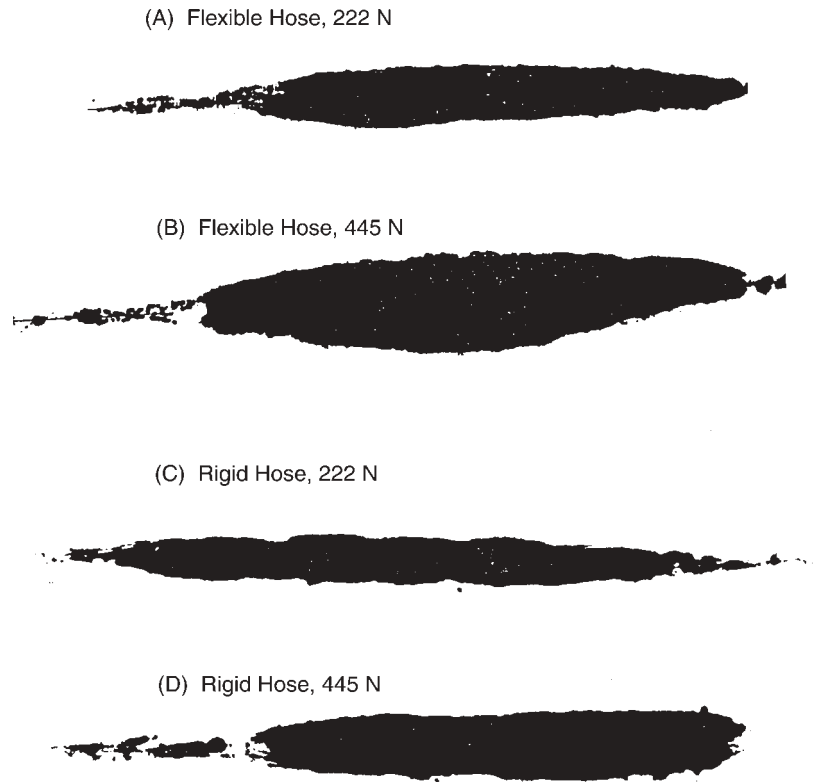 (A) Flexible Hose, 222 N
(B) Flexible Hose, 445 N
(C) Rigid Hose, 222 N
(D) Rigid Hose, 445 N